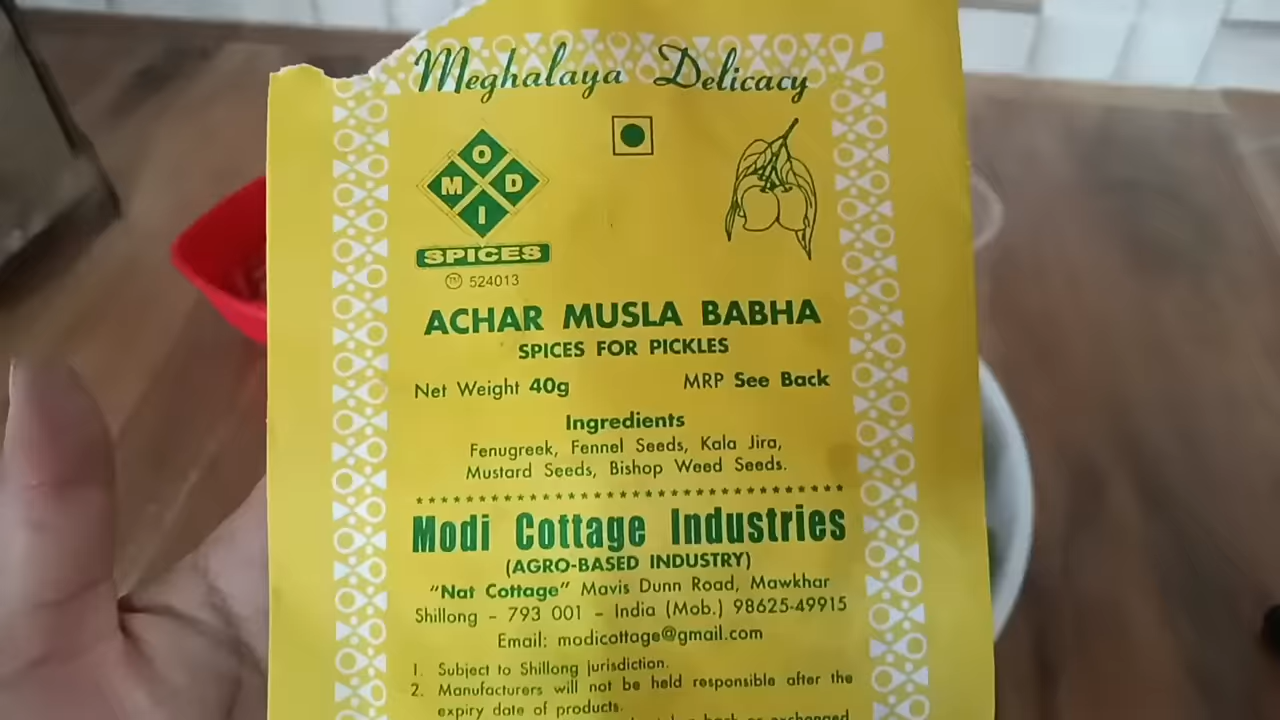 Meghalaya Delicacy
O
M D
I
SPICES
TM 524013
ACHAR MUSLA BABHA
SPICES FOR PICKLES
Net Weight 40g MRP See Back
Ingredients
Fenugreek, Fennel Seeds, Kala Jira,
Mustard Seeds, Bishop Weed Seeds.
Modi Cottage Industries
(AGRO-BASED INDUSTRY)
"Nat Cottage" Mavis Dunn Road, Mawkhar
Shillong - 793 001 - India (Mob.) 98625-49915
Email: modicottage@gmail.com
1. Subject to Shillong jurisdiction.
2. Manufacturers will not be held responsible after the
expiry date of products.
back or exchanged